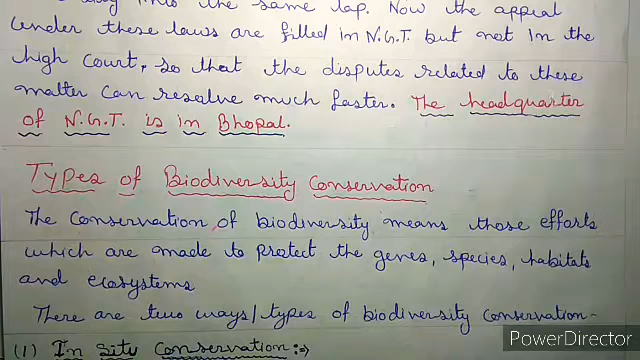 the same lap. Now the appeal
under these laws are filled in N.G.T. but not in the
high Court, so that the disputes related to these
matter can resolve much faster. The headquarter
of N.G.T. is in Bhopal.
Types of Biodiversity Conservation
The conservation of biodiversity means those efforts
which are made to protect the genes, species, habitats
and ecosystems
There are two ways/types of biodiversity conservation-
(1) In Situ Conservation :→
PowerDirector